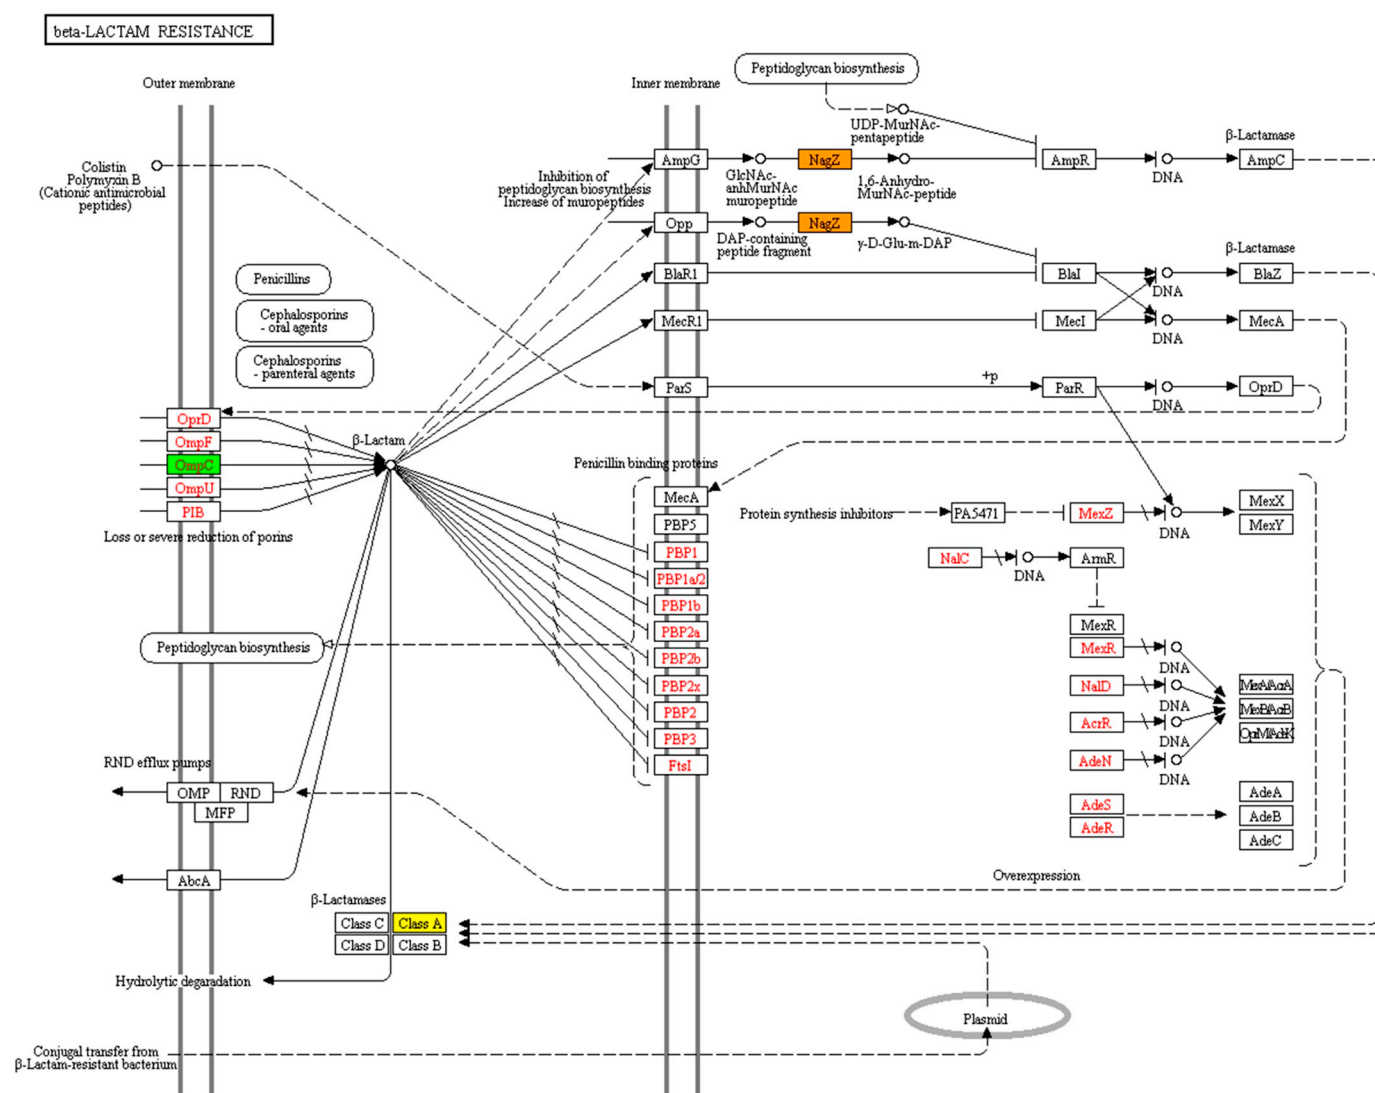 beta-LACTAM RESISTANCE
Outer membrane
Inner membrane
Peptidoglycan biosynthesis
UDP-MurNAc-
pentapeptide
Colistin
Polymyxin B
(Cationic antimicrobial
peptides)
Inhibition of
peptidoglycan biosynthesis
Increase of muropeptides
AmpG
GlcNAc-
anhMurNAc
muropeptide
NagZ
1,6-Anhydro-
MurNAc-peptide
AmpR
DNA
β-Lactamase
AmpC
Opp
DAP-containing
peptide fragment
NagZ
γ-D-Glu-m-DAP
β-Lactamase
BlaR1
BlaI
DNA
BlaZ
MecR1
MecI
DNA
MecA
Penicillins
Cephalosporins
- oral agents
Cephalosporins
- parenteral agents
ParS
+p
ParR
DNA
OprD
OprD
OmpF
OmpC
OmpU
PIB
Loss or severe reduction of porins
β-Lactam
Penicillin binding proteins
MecA
PBP5
PBP1
PBP1a/2
PBP1b
PBP2a
PBP2b
PBP2x
PBP2
PBP3
FtsI
Protein synthesis inhibitors
PA5471
MexZ
DNA
MexX
MexY
NalC
DNA
ArmR
MexR
MexR
DNA
NalD
DNA
AcrR
DNA
AdeN
DNA
MexA/AcrA
MexB/AcrB
AdeS
AdeR
AdeA
AdeB
AdeC
Peptidoglycan biosynthesis
RND efflux pumps
OMP
RND
MFP
AbcA
Overexpression
β-Lactamases
Class C
Class A
Class D
Class B
Hydrolytic degaradation
Plasmid
Conjugal transfer from
β-Lactam-resistant bacterium